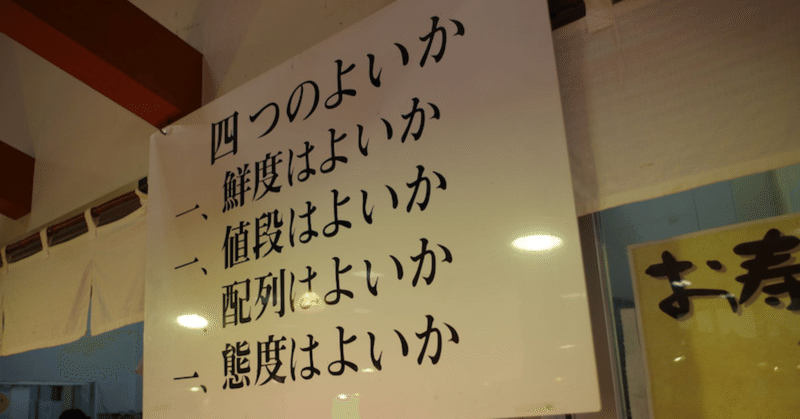 四つのよいか
一、鮮度はよいか
一、値段はよいか
、配列はよいか
一、態度はよいか
お寿